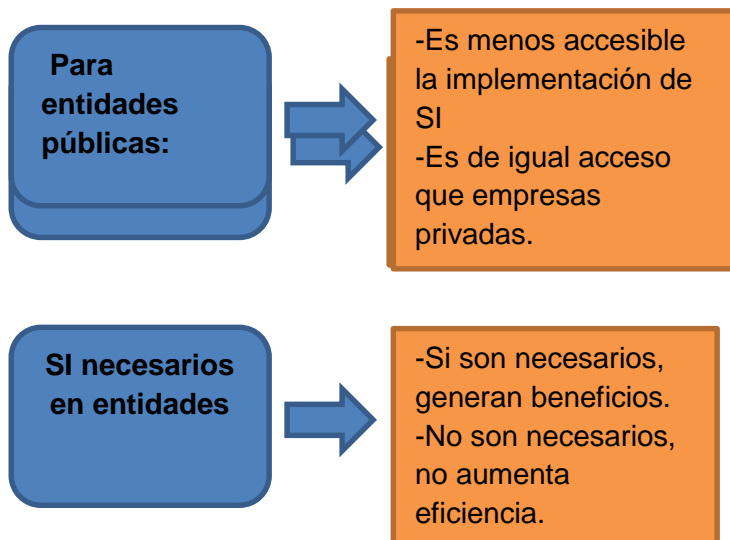 Para
entidades
públicas:
-Es menos accesible
la implementación de
SI
-Es de igual acceso
que empresas
privadas.
SI necesarios
en entidades
-Si son necesarios,
generan beneficios.
-No son necesarios,
no aumenta
eficiencia.